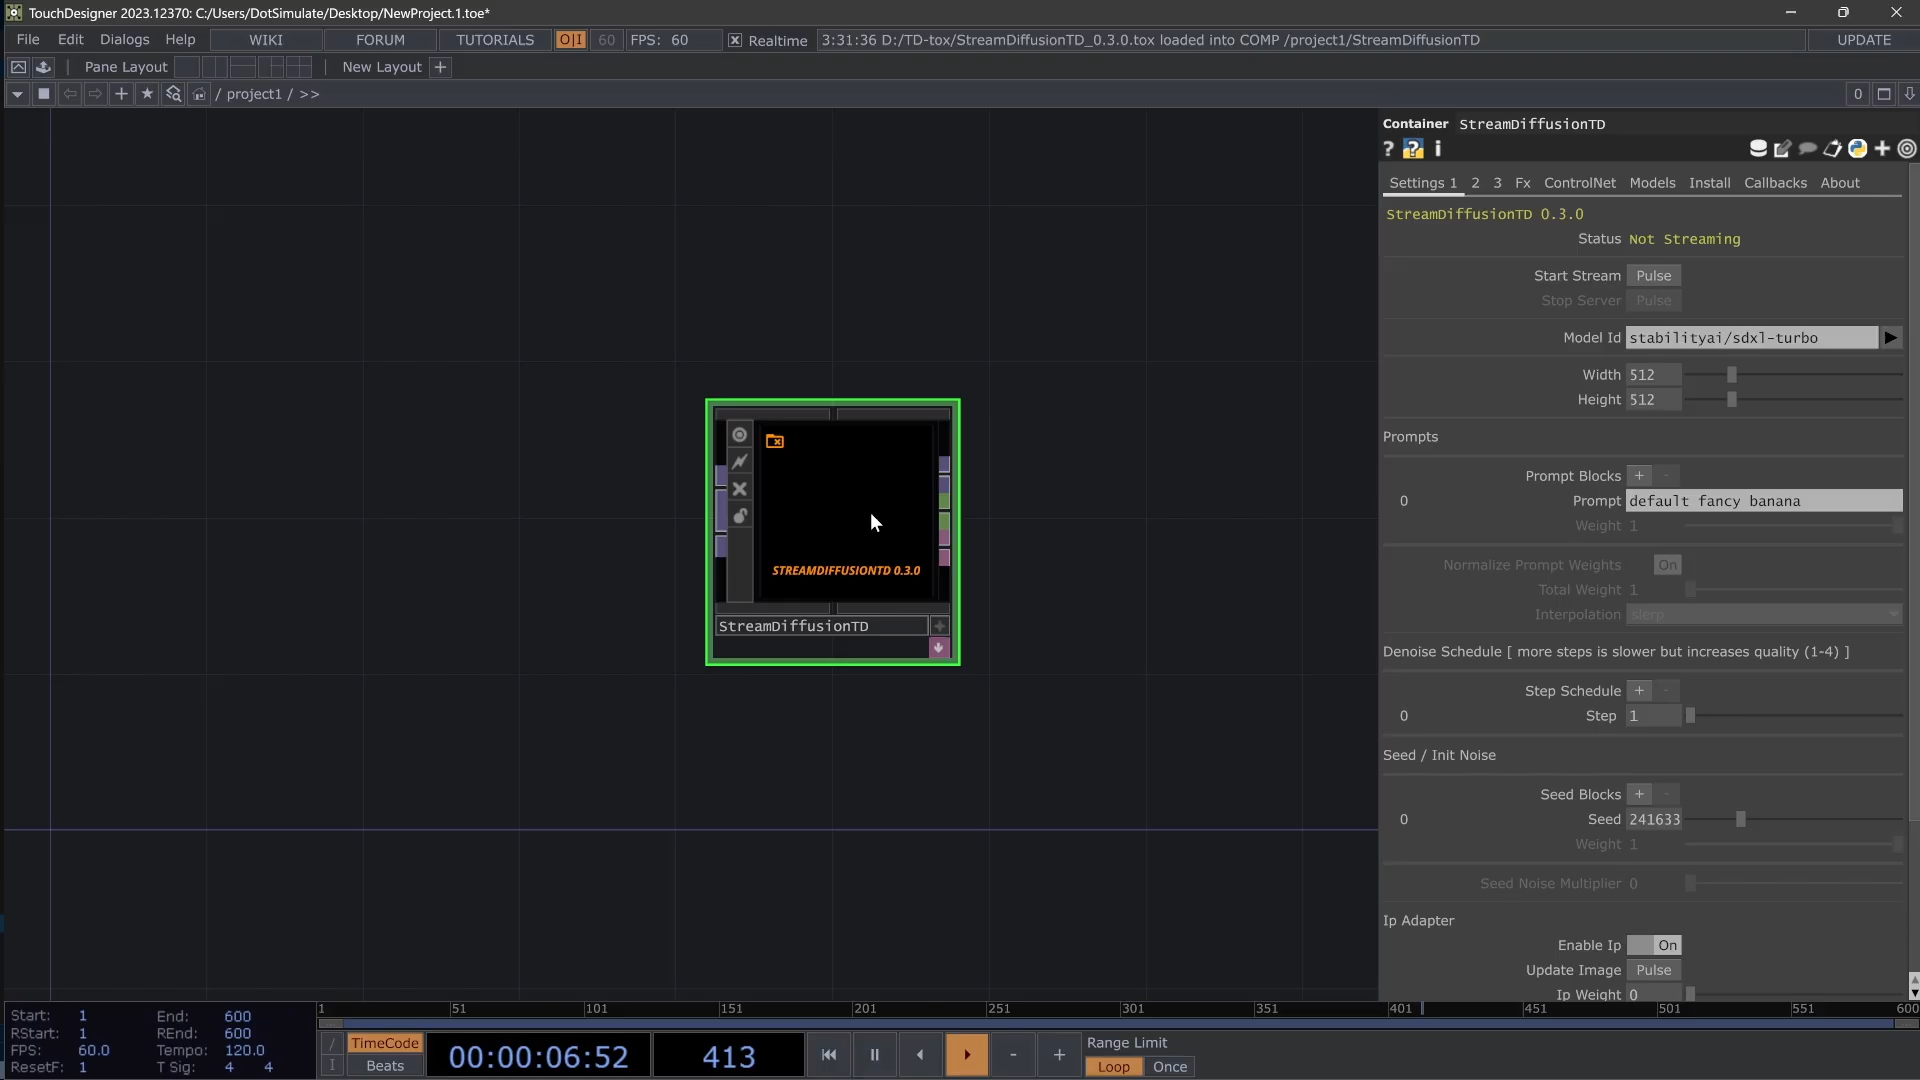 TouchDesigner 2023.12370: C:/Users/DotSimulate/Desktop/NewProject.1.toe*
File Edit Dialogs Help WIKI FORUM TUTORIALS O|I 60 FPS: 60 Realtime 3:31:36 D:/TD-tox/StreamDiffusionTD_0.3.0.tox loaded into COMP /project1/StreamDiffusionTD UPDATE
Pane Layout New Layout +
/ project1 / >> 0
Container StreamDiffusionTD
? ? i
Settings 1 2 3 Fx ControlNet Models Install Callbacks About
StreamDiffusionTD 0.3.0
Status Not Streaming
Start Stream Pulse
Stop Server Pulse
Model Id stabilityai/sdxl-turbo
Width 512
Height 512
Prompts
Prompt Blocks + -
0 Prompt default fancy banana
Weight 1
Normalize Prompt Weights On
Total Weight 1
Interpolation slerp
Denoise Schedule [ more steps is slower but increases quality (1-4) ]
Step Schedule + -
0 Step 1
Seed / Init Noise
Seed Blocks + -
0 Seed 241633
Weight 1
Seed Noise Multiplier 0
Ip Adapter
Enable Ip On
Update Image Pulse
Ip Weight 0
STREAMDIFFUSIONTD 0.3.0
StreamDiffusionTD
1 51 101 151 201 251 301 351 401 451 501 551 600
Start: 1 End: 600
RStart: 1 REnd: 600
FPS: 60.0 Tempo: 120.0
ResetF: 1 T Sig: 4 4
TimeCode
Beats
00:00:06:52
413
- +
Range Limit
Loop Once